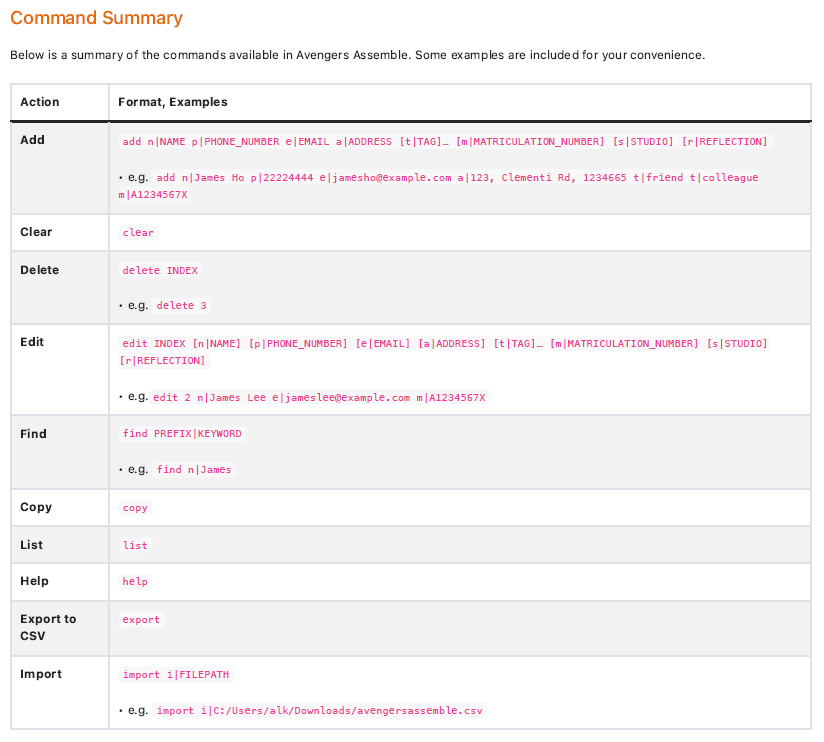 Command Summary
Below is a summary of the commands available in Avengers Assemble. Some examples are included for your convenience.
Action Format, Examples
Add add n|NAME p|PHONE_NUMBER e|EMAIL a|ADDRESS [t|TAG]… [m|MATRICULATION_NUMBER] [s|STUDIO] [r|REFLECTION]
• e.g. add n|James Ho p|22224444 e|jamesho@example.com a|123, Clementi Rd, 1234665 t|friend t|colleague
m|A1234567X
Clear clear
Delete delete INDEX
• e.g. delete 3
Edit edit INDEX [n|NAME] [p|PHONE_NUMBER] [e|EMAIL] [a|ADDRESS] [t|TAG]… [m|MATRICULATION_NUMBER] [s|STUDIO]
[r|REFLECTION]
• e.g. edit 2 n|James Lee e|jameslee@example.com m|A1234567X
Find find PREFIX|KEYWORD
• e.g. find n|James
Copy copy
List list
Help help
Export to export
CSV
Import import i|FILEPATH
• e.g. import i|C:/Users/alk/Downloads/avengersassemble.csv